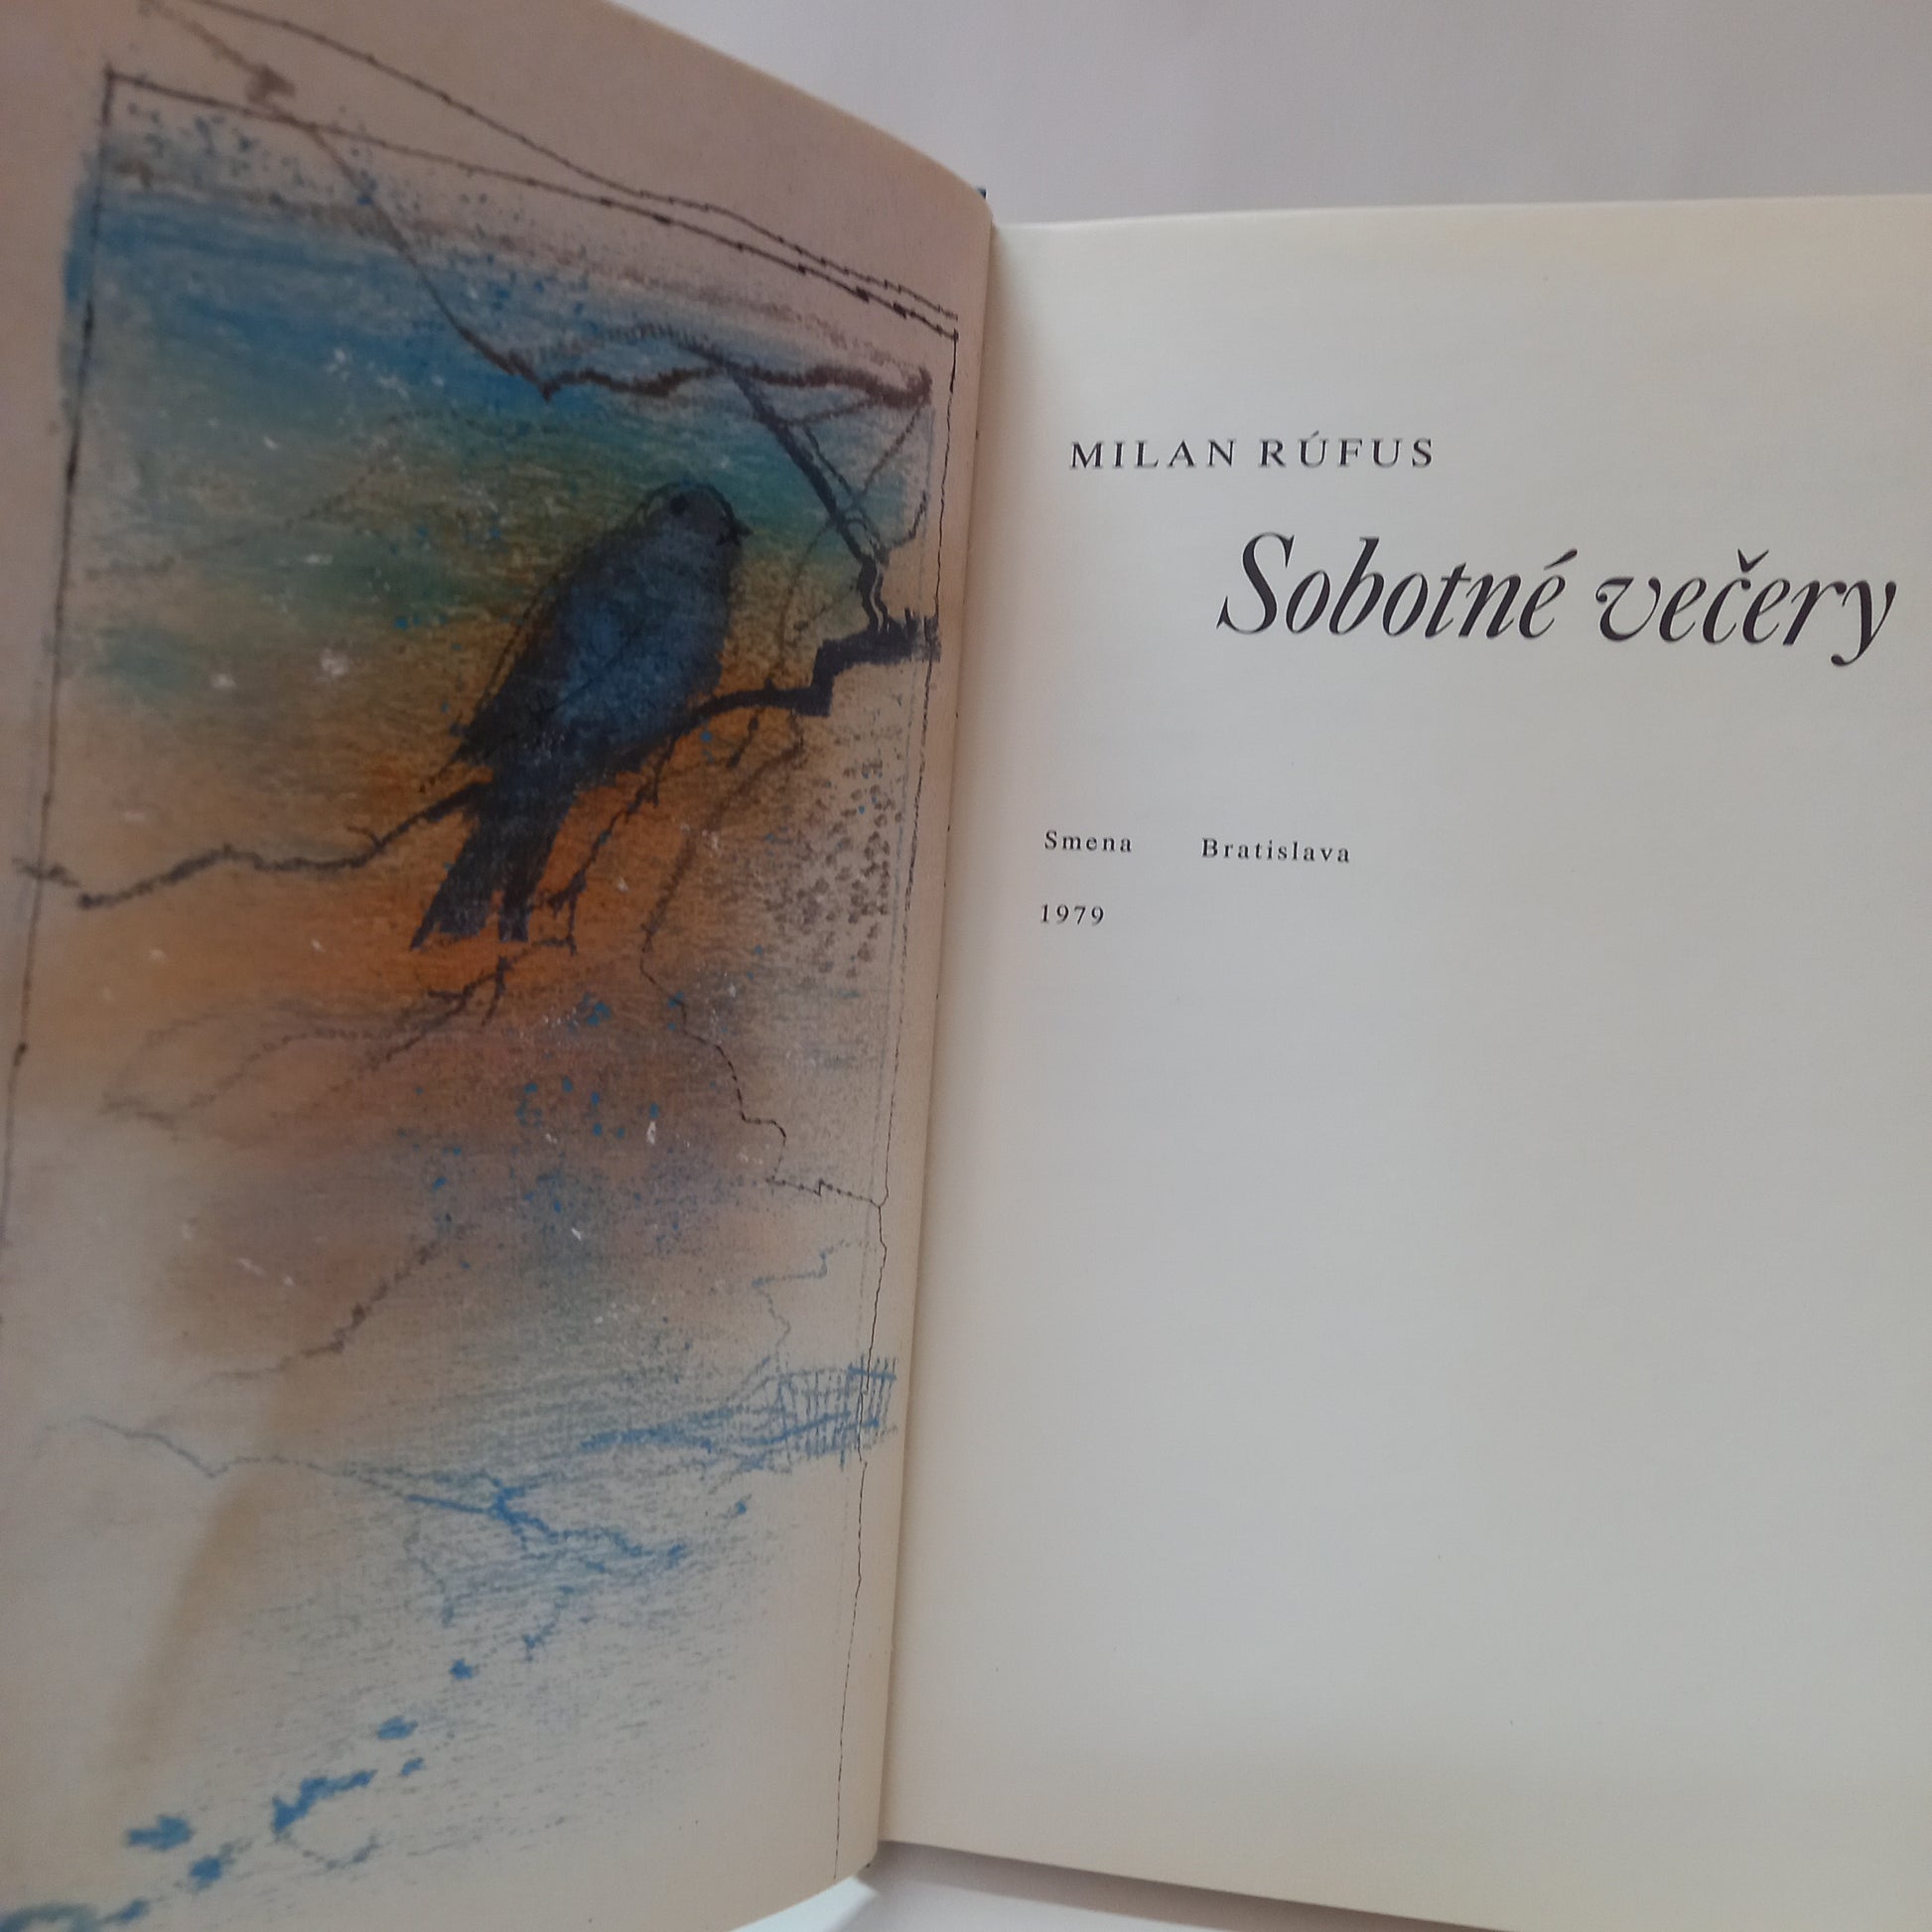 MILAN RÚFUS
Sobotné večery
Smena Bratislava
1979